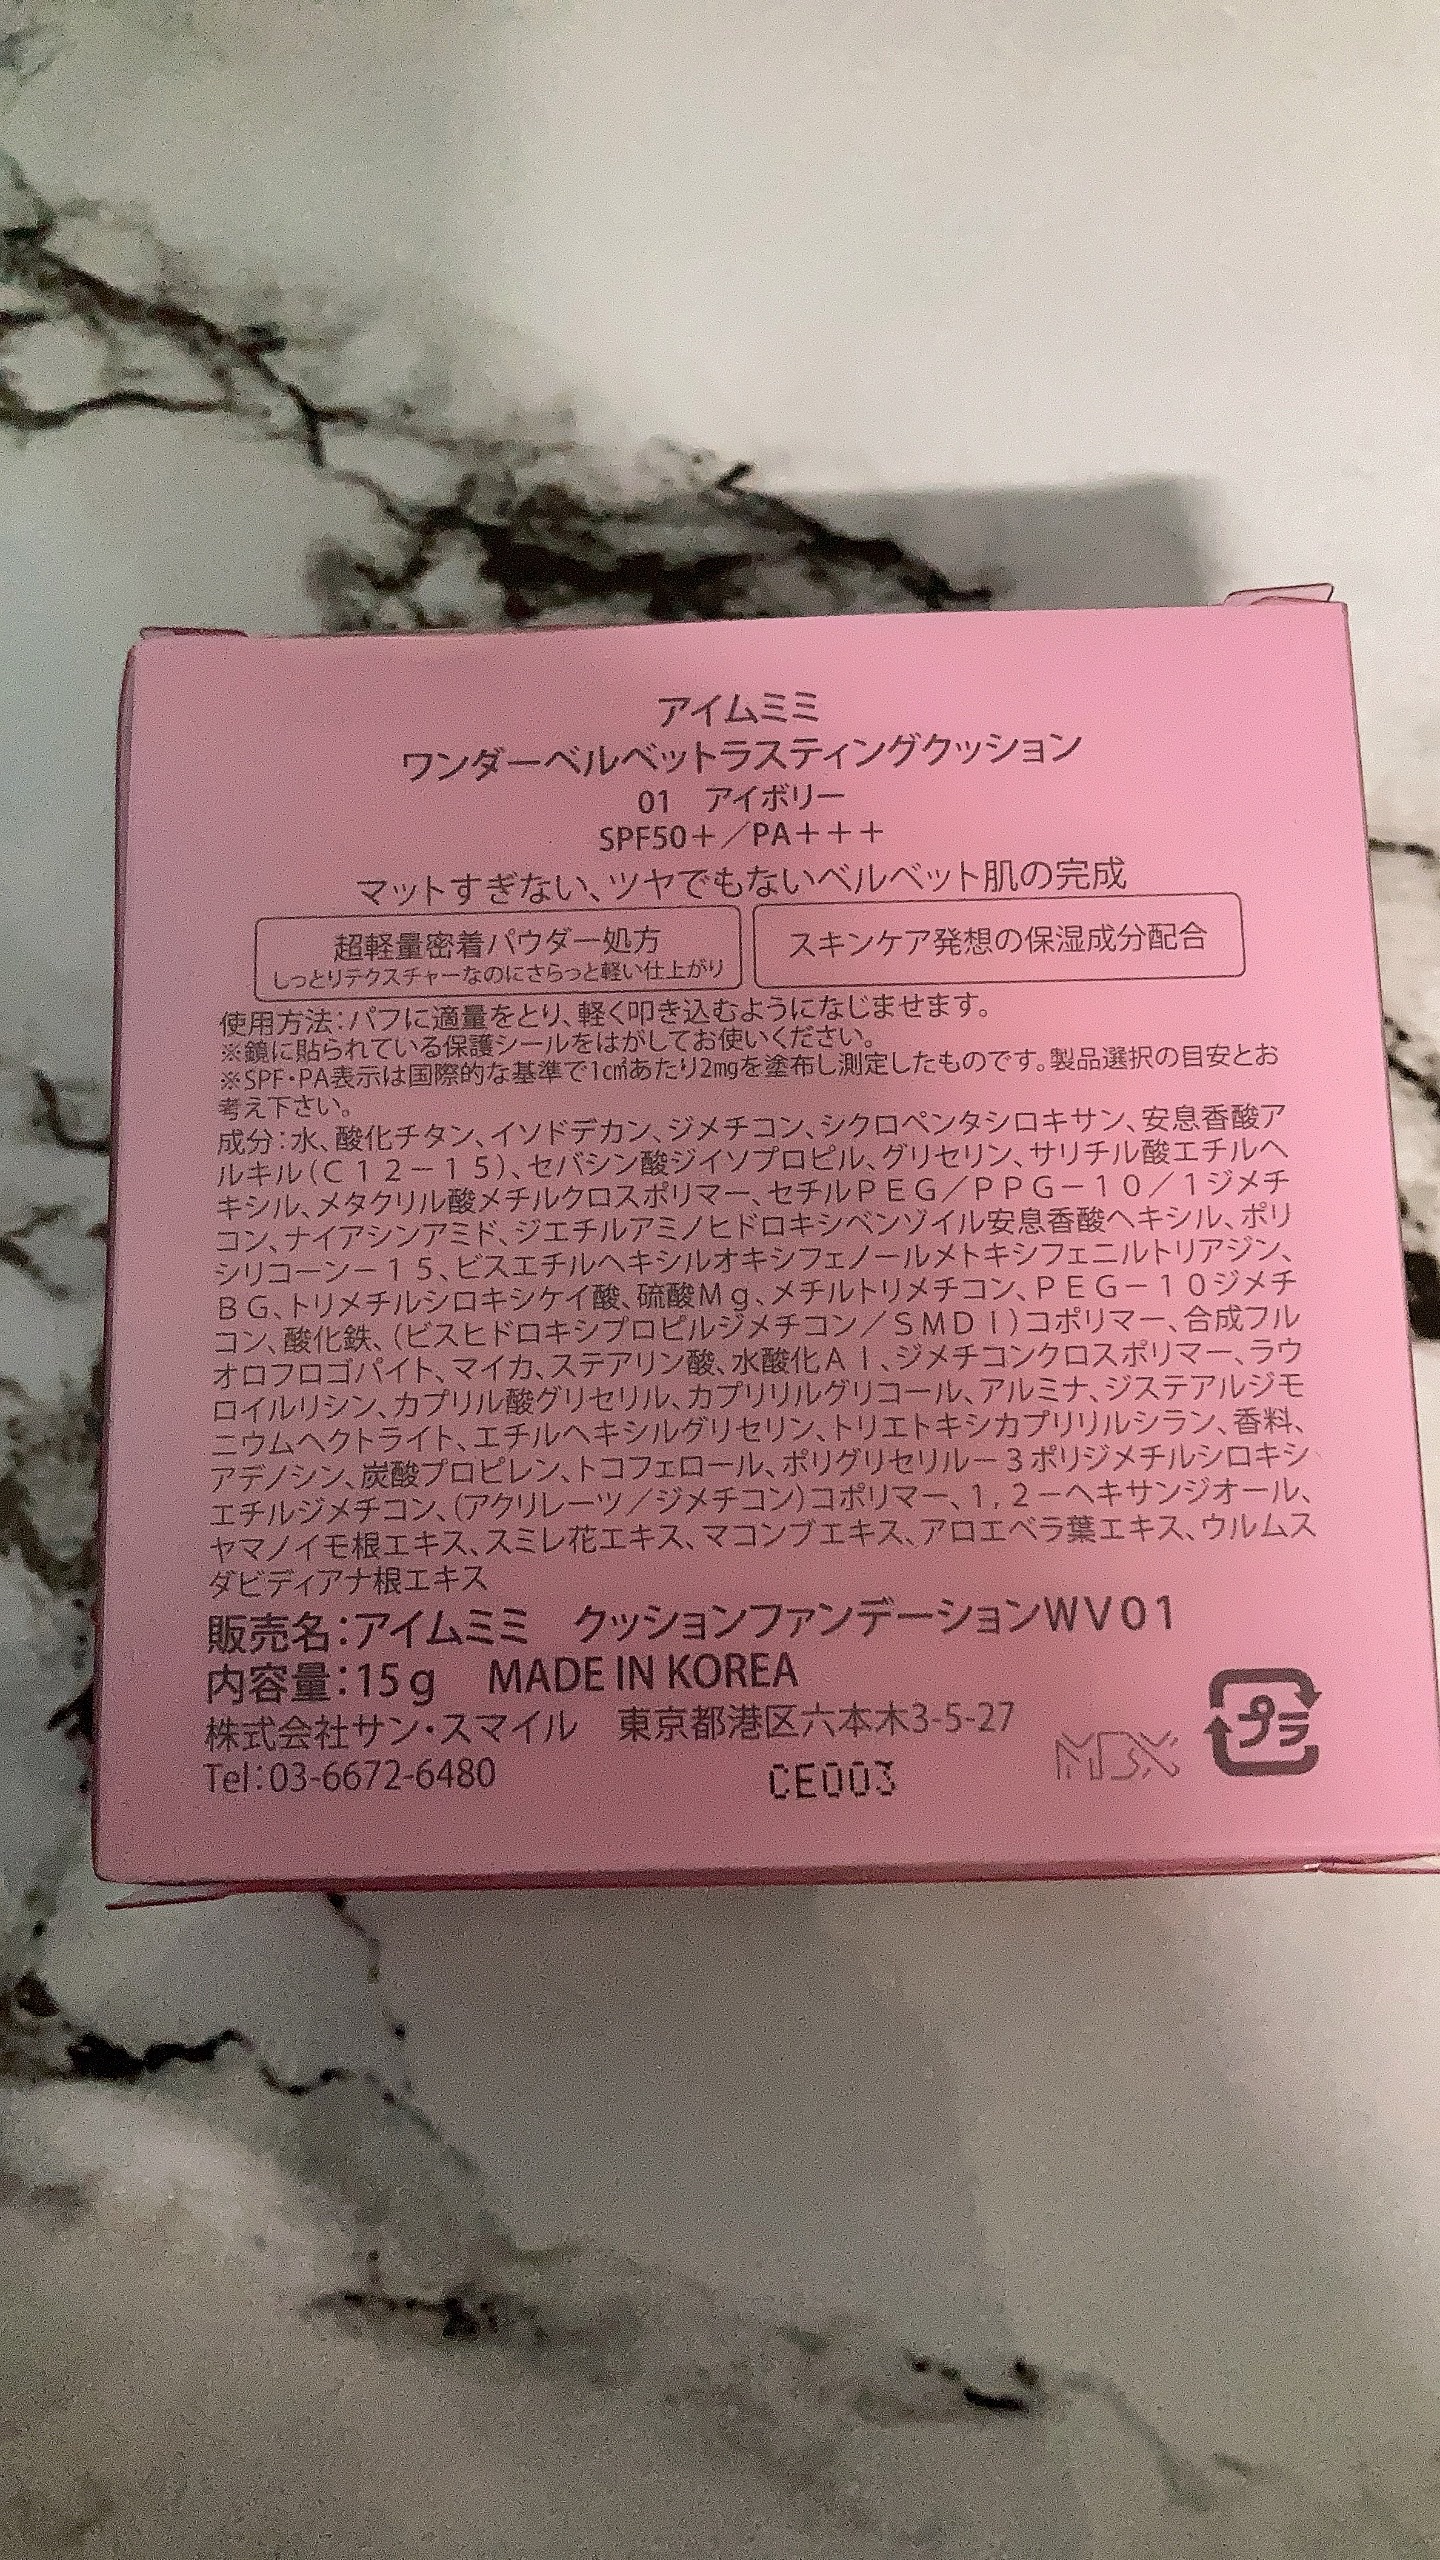 アイムミミ
ワンダーベルベットラスティングクッション
01　アイボリー
SPF50＋／PA＋＋＋
マットすぎない、ツヤでもないベルベット肌の完成
超軽量密着パウダー処方
しっとりテクスチャーなのにさらっと軽い仕上がり
スキンケア発想の保湿成分配合
使用方法：パフに適量をとり、軽く叩き込むようになじませます。
※鏡に貼られている保護シールをはがしてお使いください。
※SPF・PA表示は国際的な基準で1㎠あたり2㎎を塗布し測定したものです。製品選択の目安とお
考え下さい。
成分：水、酸化チタン、イソドデカン、ジメチコン、シクロペンタシロキサン、安息香酸ア
ルキル（Ｃ１２－１５）、セバシン酸ジイソプロピル、グリセリン、サリチル酸エチルヘ
キシル、メタクリル酸メチルクロスポリマー、セチルＰＥＧ／ＰＰＧ－１０／１ジメチ
コン、ナイアシンアミド、ジエチルアミノヒドロキシベンゾイル安息香酸ヘキシル、ポリ
シリコーン－１５、ビスエチルヘキシルオキシフェノールメトキシフェニルトリアジン、
ＢＧ、トリメチルシロキシケイ酸、硫酸Ｍｇ、メチルトリメチコン、ＰＥＧ－１０ジメチ
コン、酸化鉄、（ビスヒドロキシプロピルジメチコン／ＳＭＤＩ）コポリマー、合成フル
オロフロゴパイト、マイカ、ステアリン酸、水酸化Ａｌ、ジメチコンクロスポリマー、ラウ
ロイルリシン、カプリル酸グリセリル、カプリリルグリコール、アルミナ、ジステアルジモ
ニウムヘクトライト、エチルヘキシルグリセリン、トリエトキシカプリリルシラン、香料、
アデノシン、炭酸プロピレン、トコフェロール、ポリグリセリル－３ポリジメチルシロキシ
エチルジメチコン、（アクリレーツ／ジメチコン）コポリマー、１，２－ヘキサンジオール、
ヤマノイモ根エキス、スミレ花エキス、マコンブエキス、アロエベラ葉エキス、ウルムス
ダビディアナ根エキス
販売名：アイムミミ　クッションファンデーションＷＶ０１
内容量：15ｇ　MADE IN KOREA
株式会社サン・スマイル　東京都港区六本木3-5-27
Tel：03-6672-6480
CE003
MBX
プラ